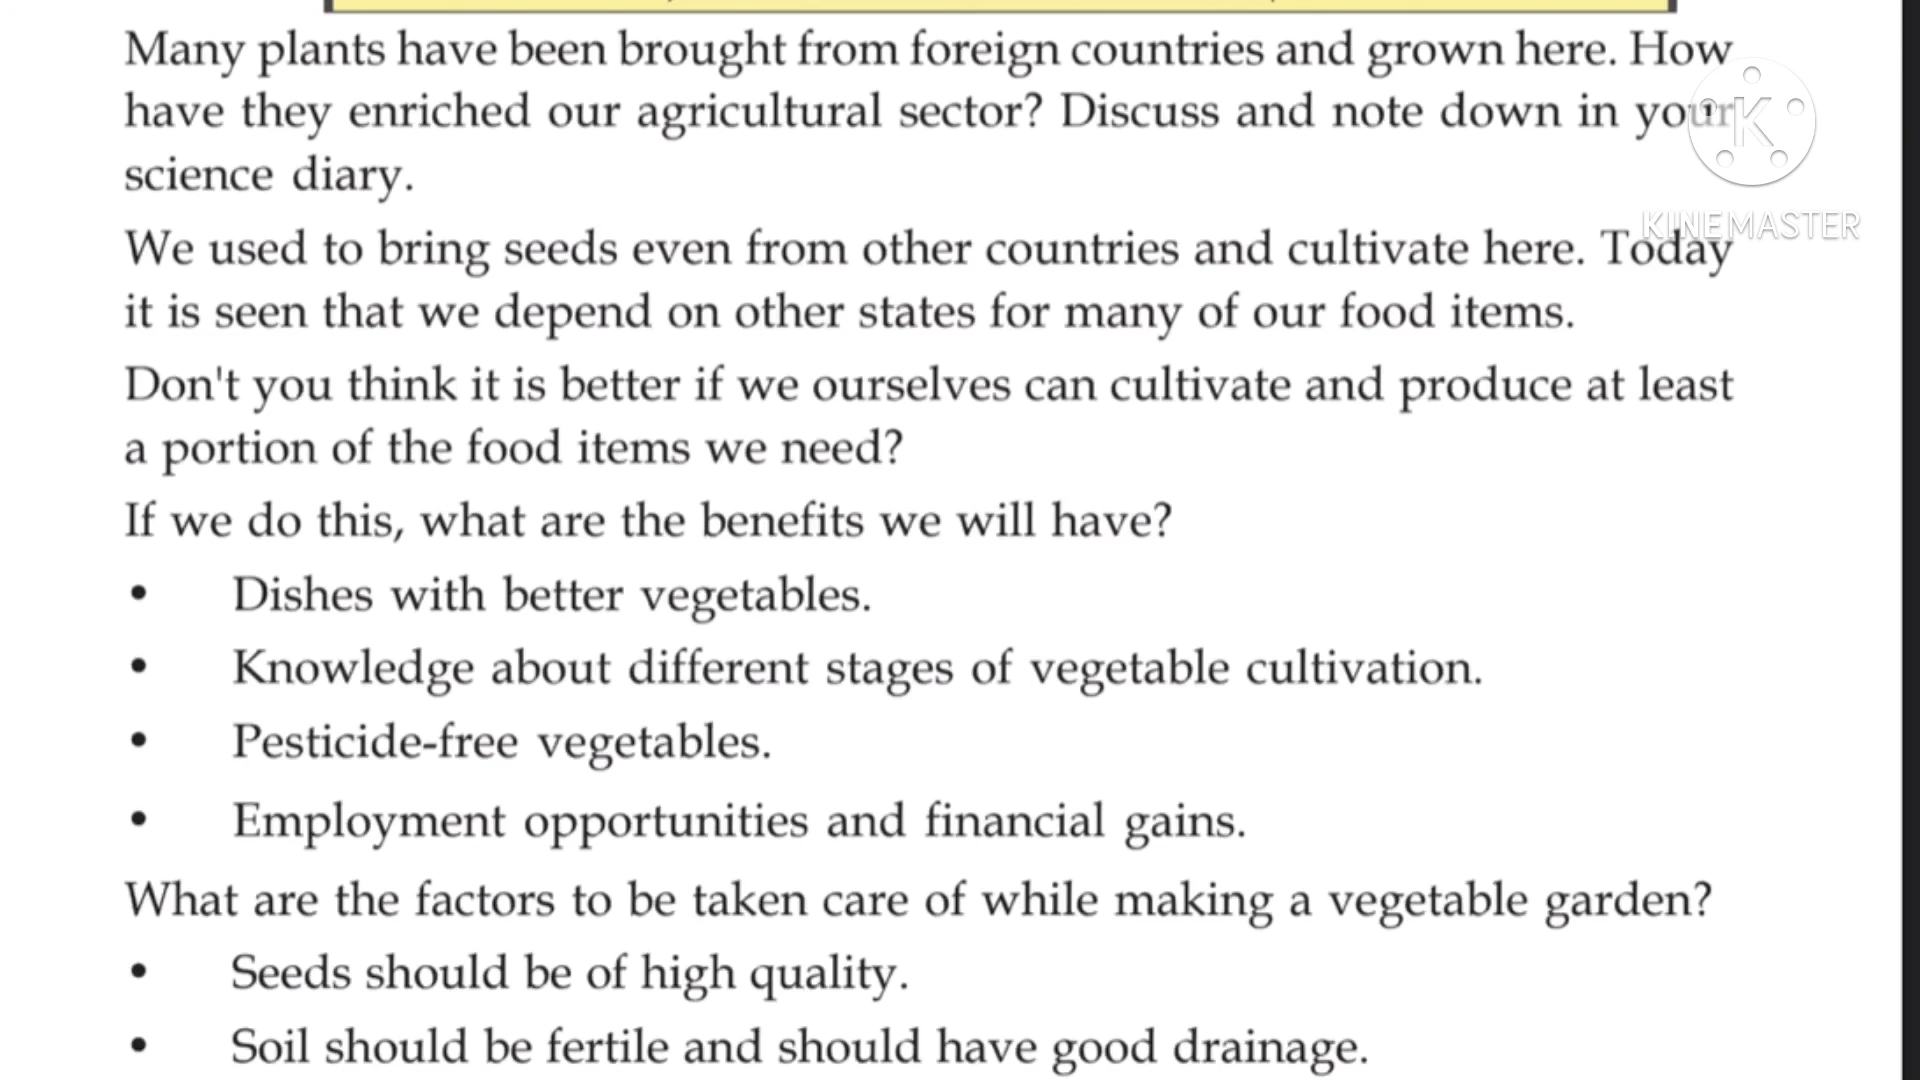 Many plants have been brought from foreign countries and grown here. How
have they enriched our agricultural sector? Discuss and note down in your
science diary.
K
KINEMASTER
We used to bring seeds even from other countries and cultivate here. Today
it is seen that we depend on other states for many of our food items.
Don't you think it is better if we ourselves can cultivate and produce at least
a portion of the food items we need?
If we do this, what are the benefits we will have?
• Dishes with better vegetables.
• Knowledge about different stages of vegetable cultivation.
• Pesticide-free vegetables.
• Employment opportunities and financial gains.
What are the factors to be taken care of while making a vegetable garden?
• Seeds should be of high quality.
• Soil should be fertile and should have good drainage.